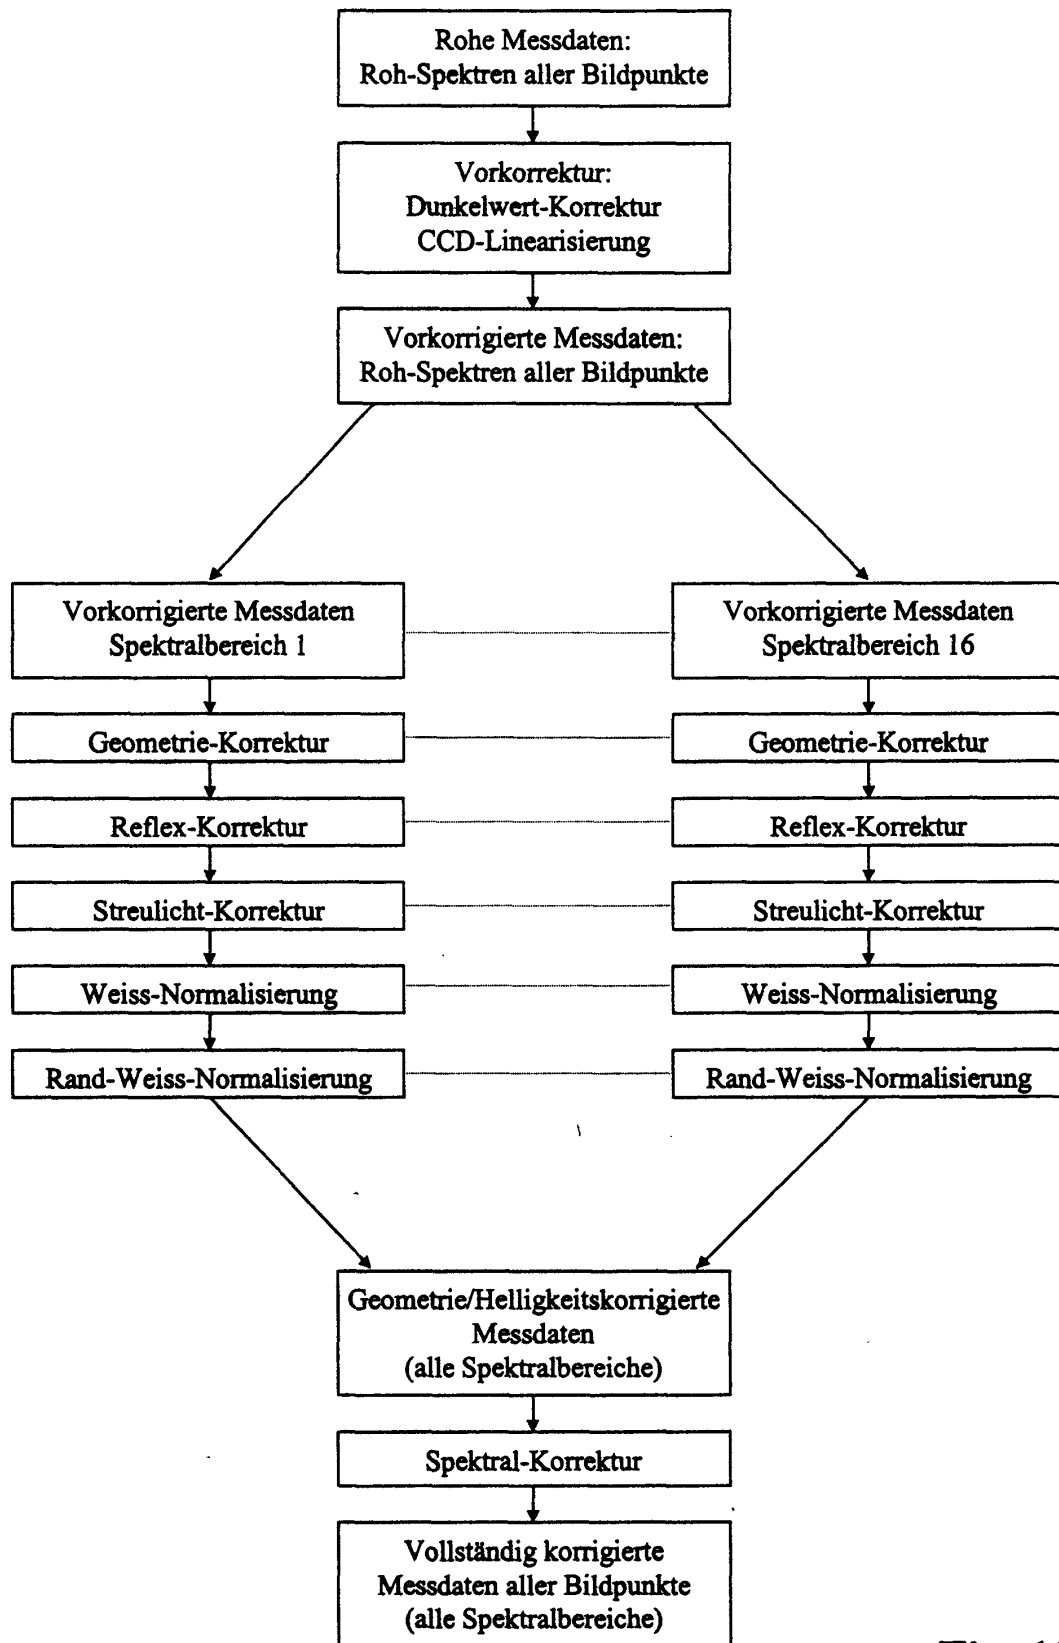 Rohe Messdaten:
Roh-Spektren aller Bildpunkte
Vorkorrektur:
Dunkelwert-Korrektur
CCD-Linearisierung
Vorkorrigierte Messdaten:
Roh-Spektren aller Bildpunkte
Vorkorrigierte Messdaten
Spektralbereich 1
Vorkorrigierte Messdaten
Spektralbereich 16
Geometrie-Korrektur
Geometrie-Korrektur
Reflex-Korrektur
Reflex-Korrektur
Streulicht-Korrektur
Streulicht-Korrektur
Weiss-Normalisierung
Weiss-Normalisierung
Rand-Weiss-Normalisierung
Rand-Weiss-Normalisierung
Geometrie/Helligkeitskorrigierte
Messdaten
(alle Spektralbereiche)
Spektral-Korrektur
Vollständig korrigierte
Messdaten aller Bildpunkte
(alle Spektralbereiche)